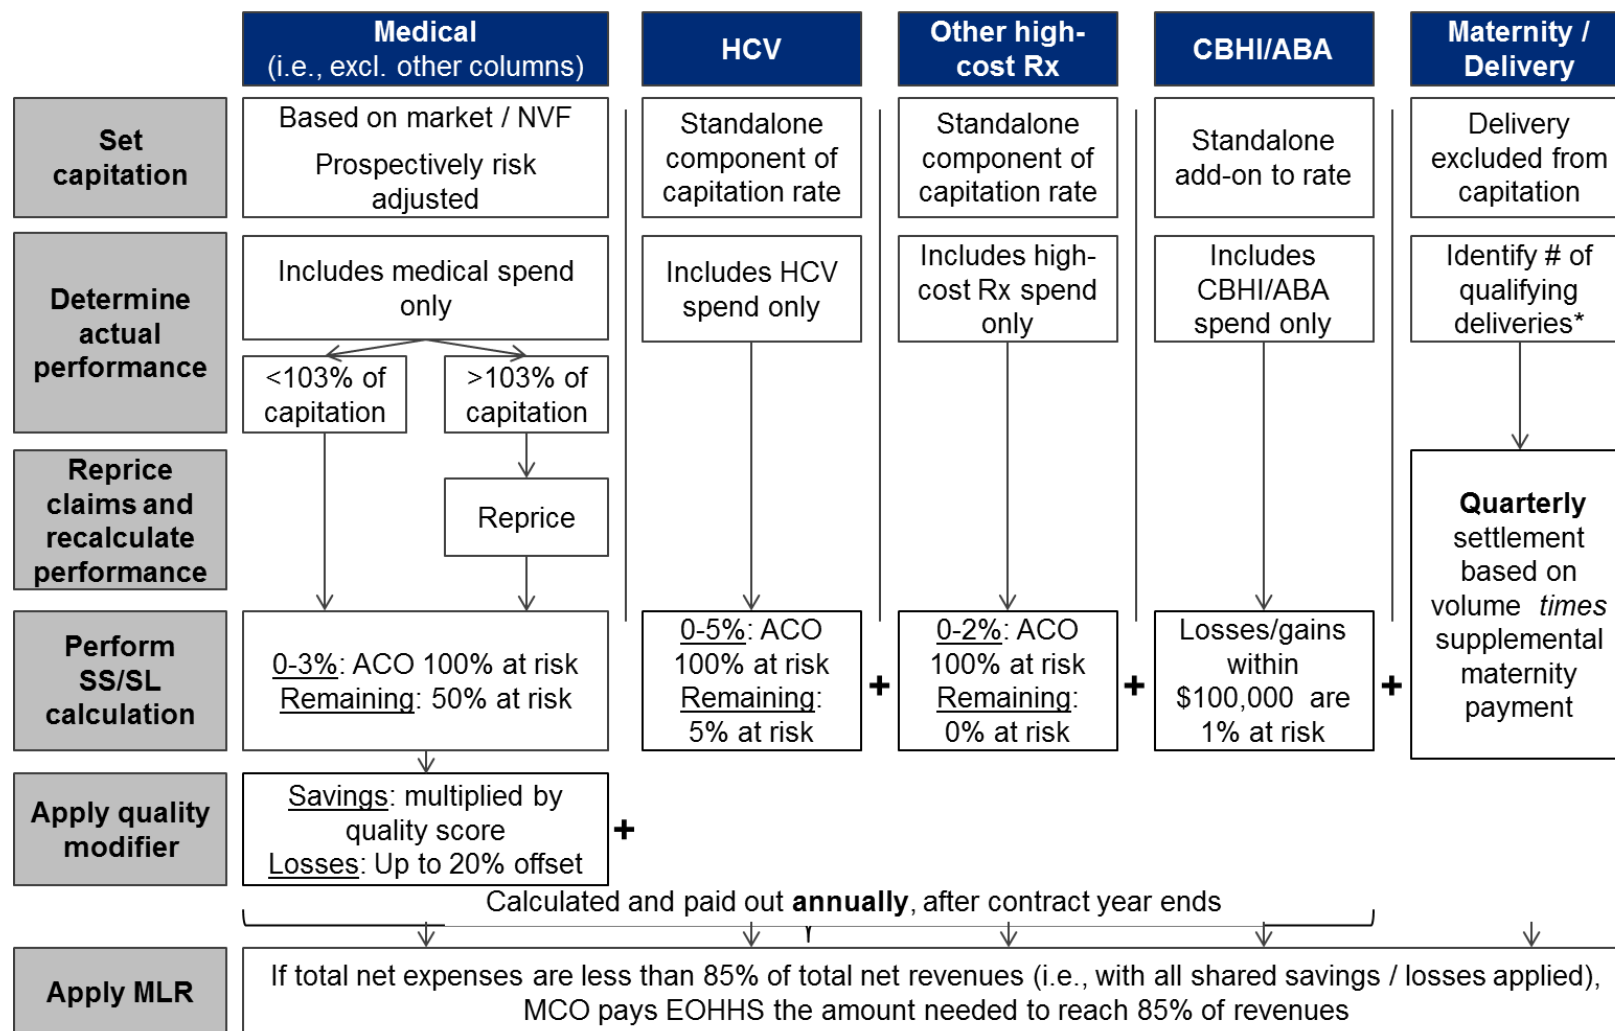 Medical
(i.e., excl. other columns)
HCV
Other high-
cost Rx
CBHI/ABA
Maternity /
Delivery
Set
capitation
Based on market / NVF
Prospectively risk
adjusted
Standalone
component of
capitation rate
Standalone
component of
capitation rate
Standalone
add-on to rate
Delivery
excluded from
capitation
Determine
actual
performance
Includes medical spend
only
<103% of
capitation
>103% of
capitation
Includes HCV
spend only
Includes high-
cost Rx spend
only
Includes
CBHI/ABA
spend only
Identify # of
qualifying
deliveries*
Reprice
claims and
recalculate
performance
Reprice
Quarterly
settlement
based on
volume times
supplemental
maternity
payment
Perform
SS/SL
calculation
0-3%: ACO 100% at risk
Remaining: 50% at risk
0-5%: ACO
100% at risk
Remaining:
5% at risk
+
0-2%: ACO
100% at risk
Remaining:
0% at risk
+
Losses/gains
within
$100,000 are
1% at risk
+
Apply quality
modifier
Savings: multiplied by
quality score
Losses: Up to 20% offset
+
Calculated and paid out annually, after contract year ends
Apply MLR
If total net expenses are less than 85% of total net revenues (i.e., with all shared savings / losses applied),
MCO pays EOHHS the amount needed to reach 85% of revenues